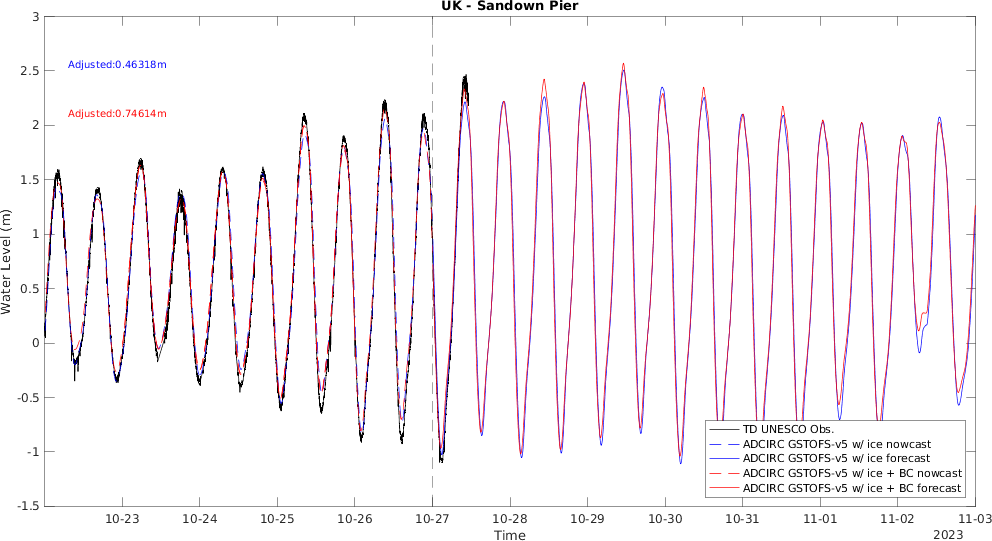 UK - Sandown Pier
Adjusted:0.46318m
Adjusted:0.74614m
Water Level (m)
3
2.5
2
1.5
1
0.5
0
-0.5
-1
-1.5
TD UNESCO Obs.
ADCIRC GSTOFS-v5 w/ ice nowcast
ADCIRC GSTOFS-v5 w/ ice forecast
ADCIRC GSTOFS-v5 w/ ice + BC nowcast
ADCIRC GSTOFS-v5 w/ ice + BC forecast
10-23 10-24 10-25 10-26 10-27 10-28 10-29 10-30 10-31 11-01 11-02 11-03
Time
2023